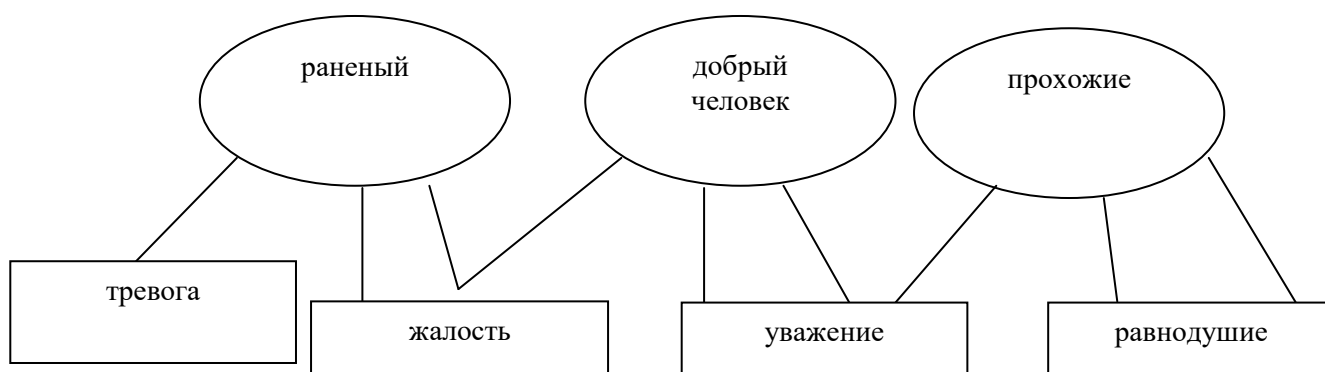 раненый
добрый
человек
прохожие
тревога
жалость
уважение
равнодушие